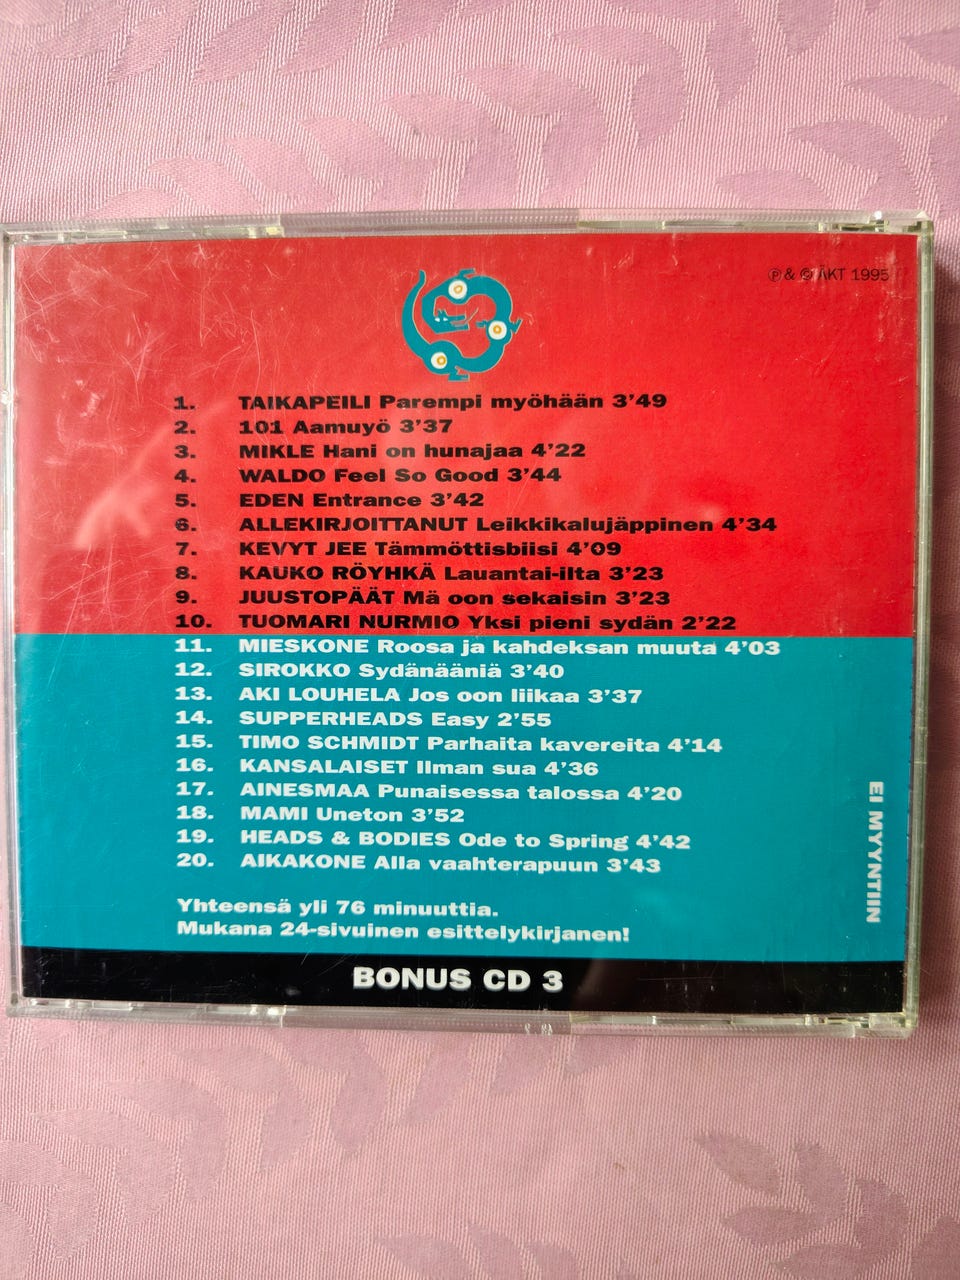 ℗ & © ÄKT 1995
1. TAIKAPEILI Parempi myöhään 3'49
2. 101 Aamuyö 3'37
3. MIKLE Hani on hunajaa 4'22
4. WALDO Feel So Good 3'44
5. EDEN Entrance 3'42
6. ALLEKIRJOITTANUT Leikkikalujäppinen 4'34
7. KEVYT JEE Tämmöttisbiisi 4'09
8. KAUKO RÖYHKÄ Lauantai-ilta 3'23
9. JUUSTOPÄÄT Mä oon sekaisin 3'23
10. TUOMARI NURMIO Yksi pieni sydän 2'22
11. MIESKONE Roosa ja kahdeksan muuta 4'03
12. SIROKKO Sydänääniä 3'40
13. AKI LOUHELA Jos oon liikaa 3'37
14. SUPPERHEADS Easy 2'55
15. TIMO SCHMIDT Parhaita kavereita 4'14
16. KANSALAISET Ilman sua 4'36
17. AINESMAA Punaisessa talossa 4'20
18. MAMI Uneton 3'52
19. HEADS & BODIES Ode to Spring 4'42
20. AIKAKONE Alla vaahterapuun 3'43
Yhteensä yli 76 minuuttia.
Mukana 24-sivuinen esittelykirjanen!
EI MYYNTIIN
BONUS CD 3